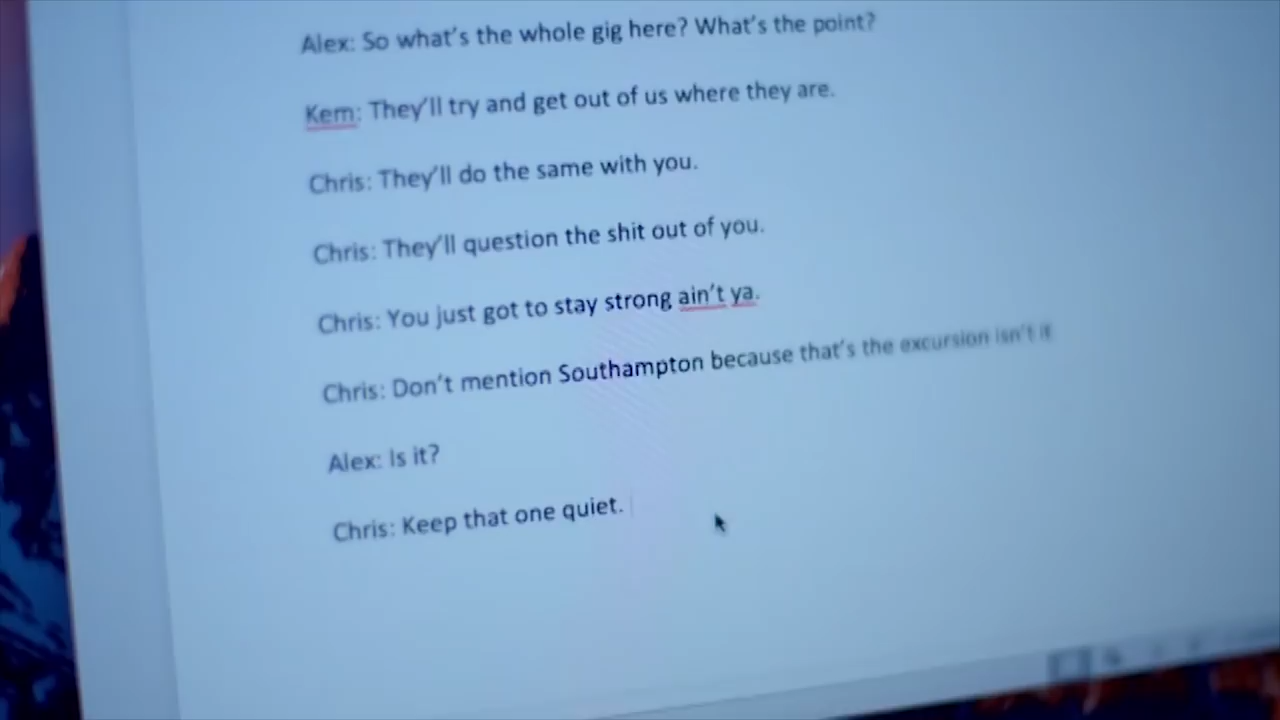 Alex: So what's the whole gig here? What's the point?
Kem: They'll try and get out of us where they are.
Chris: They'll do the same with you.
Chris: They'll question the shit out of you.
Chris: You just got to stay strong ain't ya.
Chris: Don't mention Southampton because that's the excursion isn't it
Alex: Is it?
Chris: Keep that one quiet.